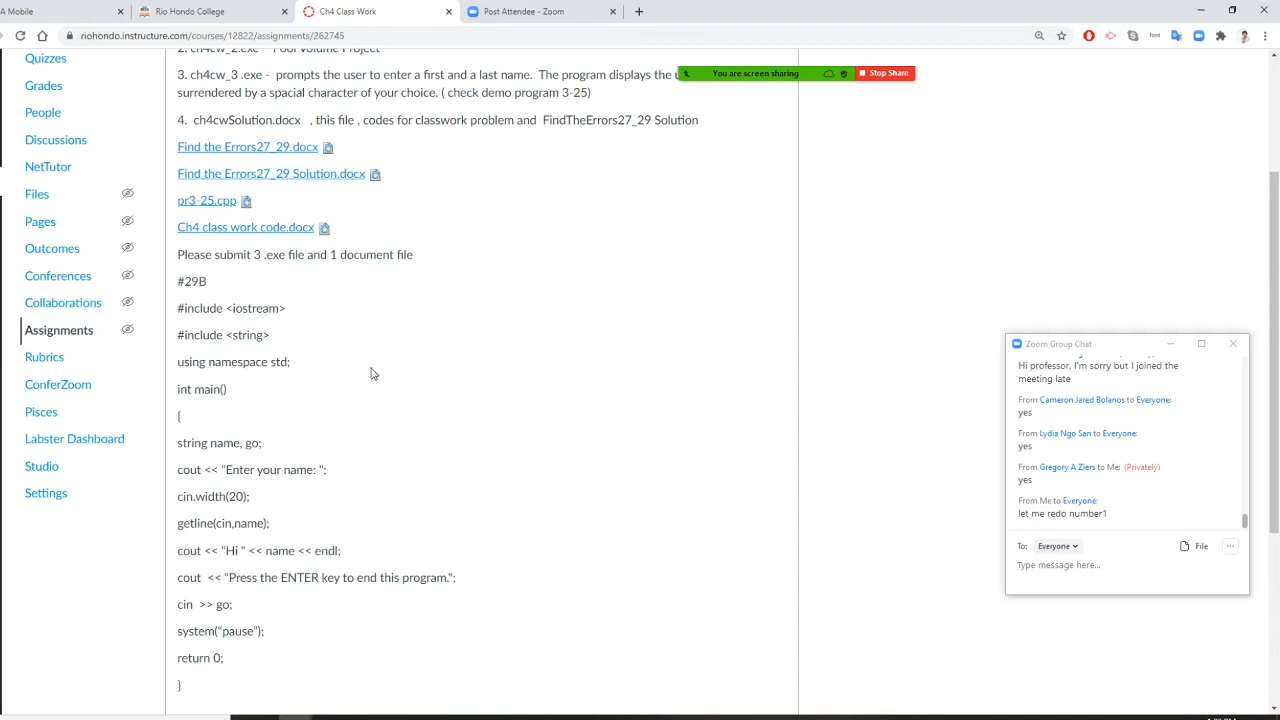 A Mobile
Rio Hondo College
Ch4 Class Work
Post Attendee - Zoom
riohondo.instructure.com/courses/12822/assignments/262745
You are screen sharing
Stop Share
Quizzes
Grades
People
Discussions
NetTutor
Files
Pages
Outcomes
Conferences
Collaborations
Assignments
Rubrics
ConferZoom
Pisces
Labster Dashboard
Studio
Settings
2. ch4cw_2.exe - Pool Volume Project
3. ch4cw_3 .exe - prompts the user to enter a first and a last name. The program displays the
surrendered by a spacial character of your choice. ( check demo program 3-25)
4. ch4cwSolution.docx , this file , codes for classwork problem and FindTheErrors27_29 Solution
Find the Errors27_29.docx
Find the Errors27_29 Solution.docx
pr3-25.cpp
Ch4 class work code.docx
Please submit 3 .exe file and 1 document file
#29B
#include <iostream>
#include <string>
using namespace std;
int main()
{
string name, go;
cout << "Enter your name: ";
cin.width(20);
getline(cin,name);
cout << "Hi " << name << endl;
cout << "Press the ENTER key to end this program.";
cin >> go;
system("pause");
return 0;
}
Zoom Group Chat
Hi professor, I'm sorry but I joined the
meeting late
From Cameron Jared Bolanos to Everyone:
yes
From Lydia Ngo San to Everyone:
yes
From Gregory A Ziers to Me: (Privately)
yes
From Me to Everyone:
let me redo number1
To: Everyone
File
Type message here...